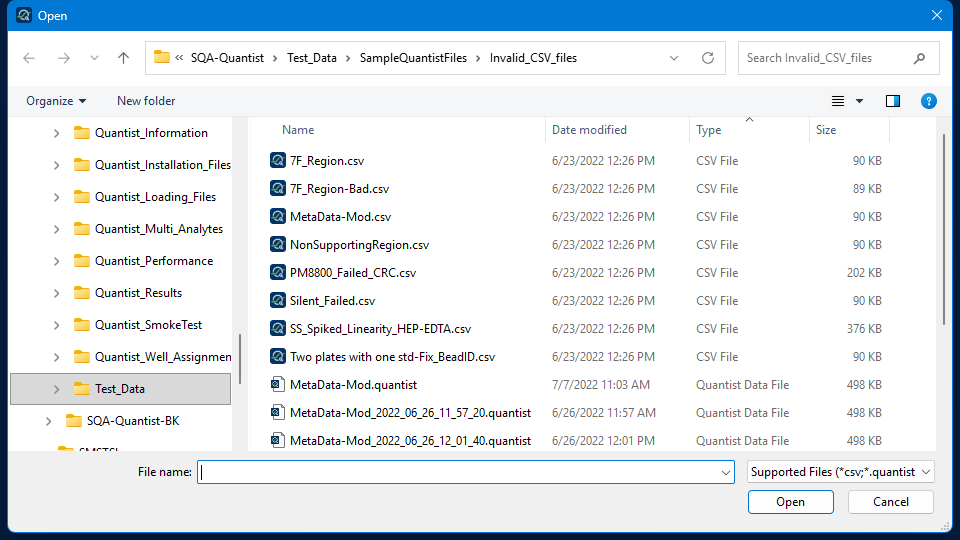 Open
« SQA-Quantist > Test_Data > SampleQuantistFiles > Invalid_CSV_files
Search Invalid_CSV_files
Organize New folder
Quantist_Information
Quantist_Installation_Files
Quantist_Loading_Files
Quantist_Multi_Analytes
Quantist_Performance
Quantist_Results
Quantist_SmokeTest
Quantist_Well_Assignmen
Test_Data
SQA-Quantist-BK
Name Date modified Type Size
7F_Region.csv 6/23/2022 12:26 PM CSV File 90 KB
7F_Region-Bad.csv 6/23/2022 12:26 PM CSV File 89 KB
MetaData-Mod.csv 6/23/2022 12:26 PM CSV File 90 KB
NonSupportingRegion.csv 6/23/2022 12:26 PM CSV File 90 KB
PM8800_Failed_CRC.csv 6/23/2022 12:26 PM CSV File 202 KB
Silent_Failed.csv 6/23/2022 12:26 PM CSV File 90 KB
SS_Spiked_Linearity_HEP-EDTA.csv 6/23/2022 12:26 PM CSV File 376 KB
Two plates with one std-Fix_BeadID.csv 6/23/2022 12:26 PM CSV File 90 KB
MetaData-Mod.quantist 7/7/2022 11:03 AM Quantist Data File 498 KB
MetaData-Mod_2022_06_26_11_57_20.quantist 6/26/2022 11:57 AM Quantist Data File 498 KB
MetaData-Mod_2022_06_26_12_01_40.quantist 6/26/2022 12:01 PM Quantist Data File 498 KB
File name:
Supported Files (*csv;*.quantist
Open Cancel